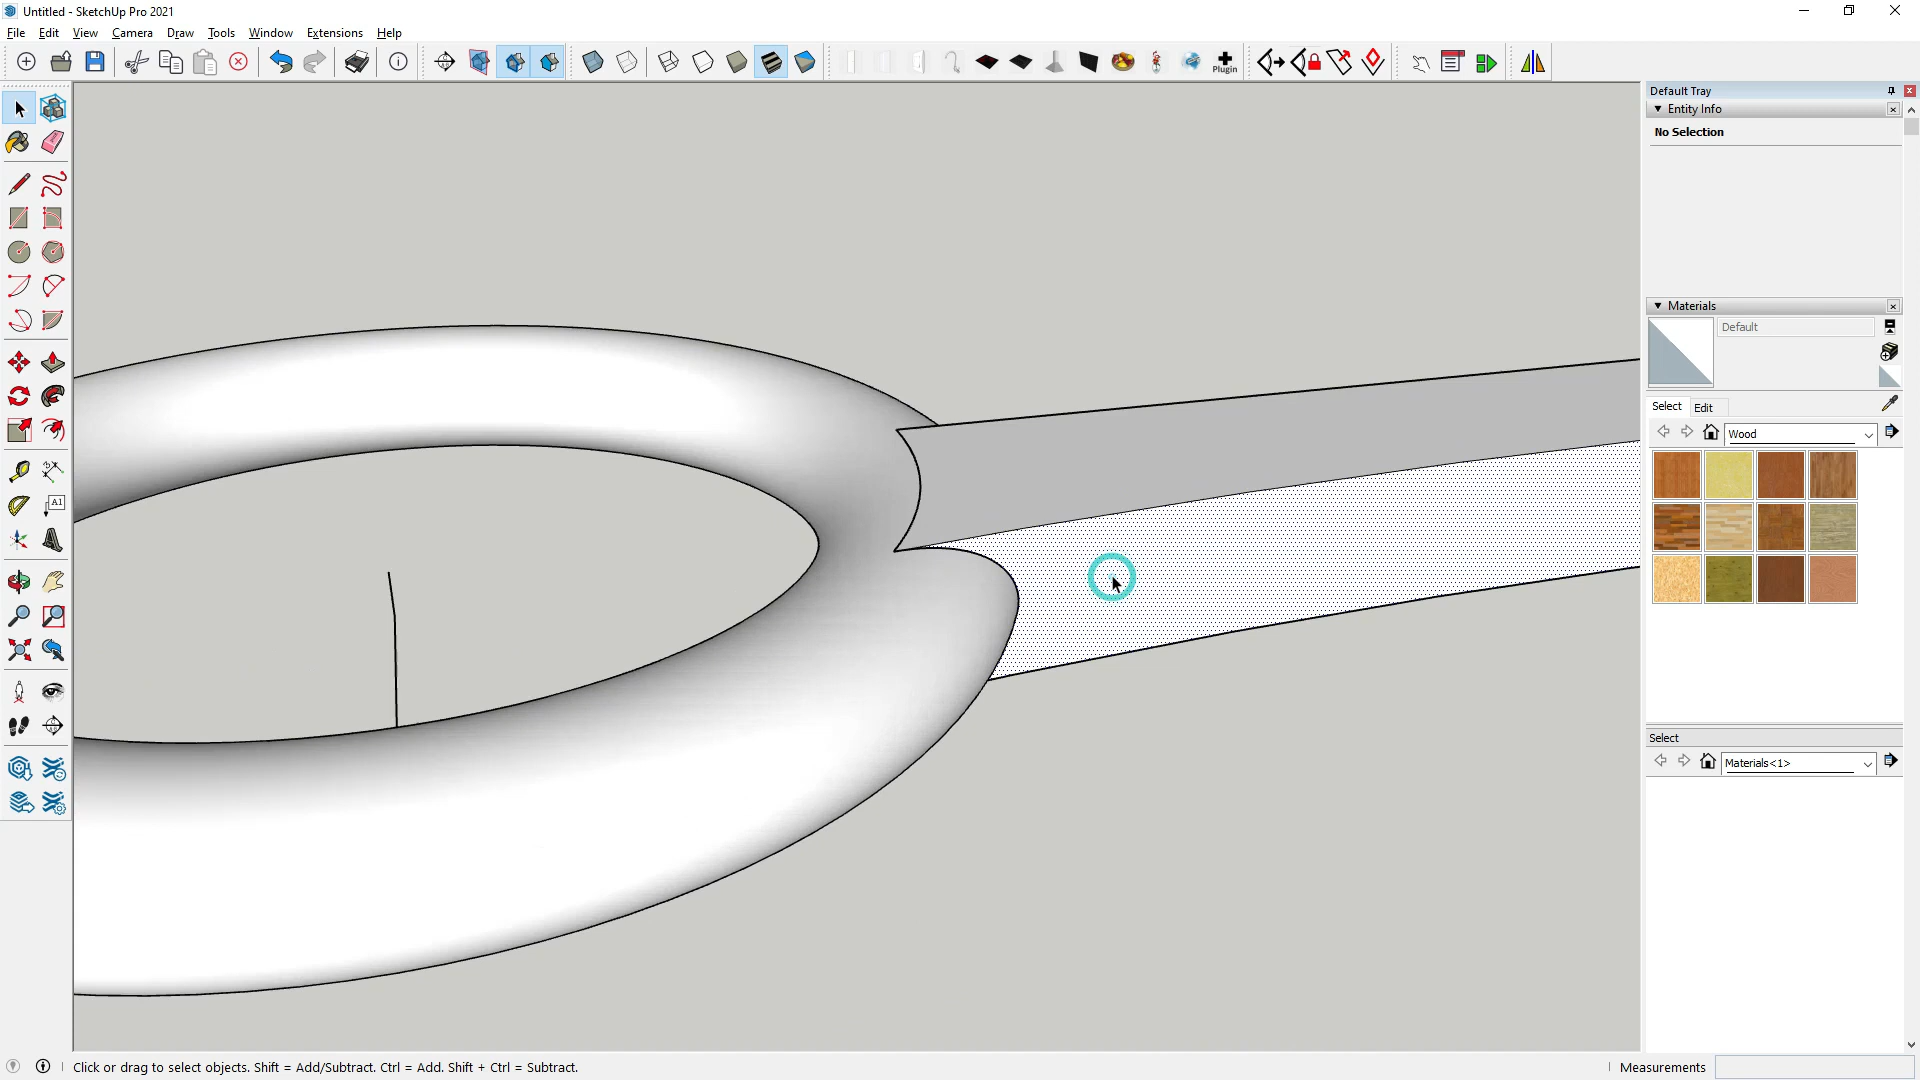 Untitled - SketchUp Pro 2021
File Edit View Camera Draw Tools Window Extensions Help
Plugin
Default Tray
Entity Info
No Selection
Materials
Default
Select Edit
Wood
A1
Select
Materials<1>
Click or drag to select objects. Shift = Add/Subtract. Ctrl = Add. Shift + Ctrl = Subtract.
Measurements